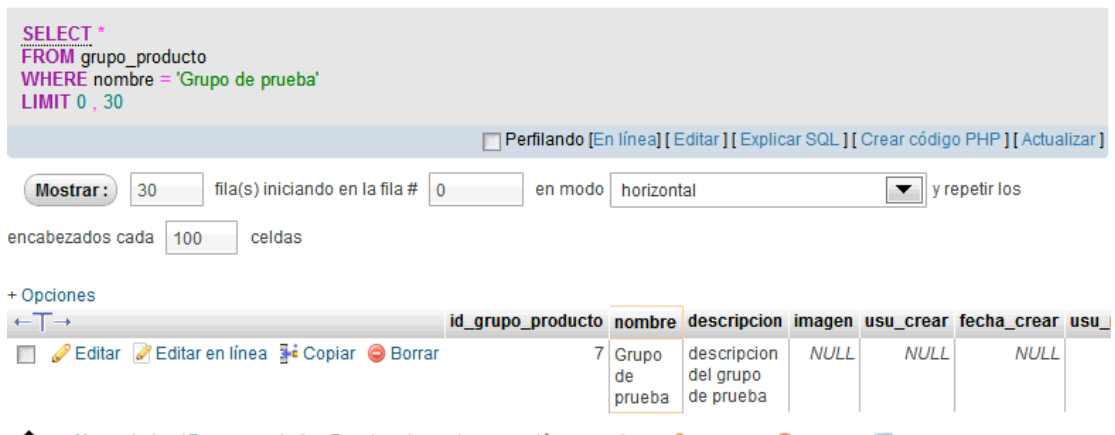 SELECT *
FROM grupo_producto
WHERE nombre = 'Grupo de prueba'
LIMIT 0 , 30
Perfilando [En línea] [ Editar ] [ Explicar SQL ] [ Crear código PHP ] [ Actualizar ]
Mostrar : 30 fila(s) iniciando en la fila # 0 en modo horizontal y repetir los
encabezados cada 100 celdas
+ Opciones
←T→ id_grupo_producto nombre descripcion imagen usu_crear fecha_crear
Editar Editar en línea Copiar Borrar 7 Grupo de prueba descripcion del grupo de prueba NULL NULL NULL